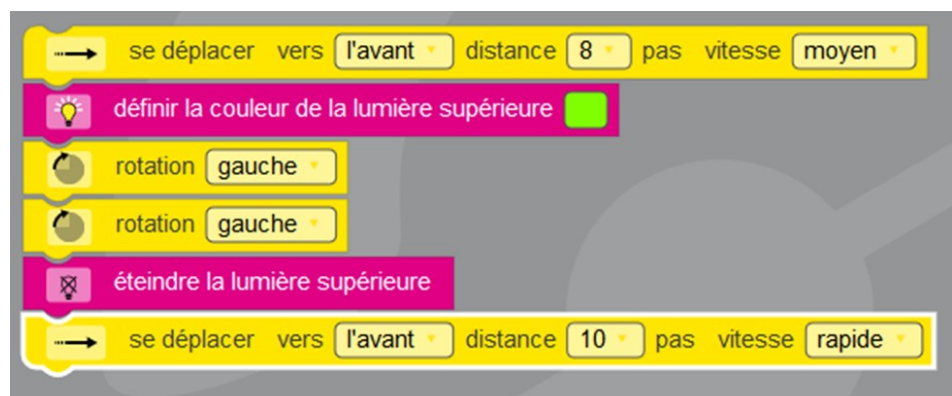 se déplacer vers l'avant distance 8 pas vitesse moyen
définir la couleur de la lumière supérieure
rotation gauche
rotation gauche
éteindre la lumière supérieure
se déplacer vers l'avant distance 10 pas vitesse rapide